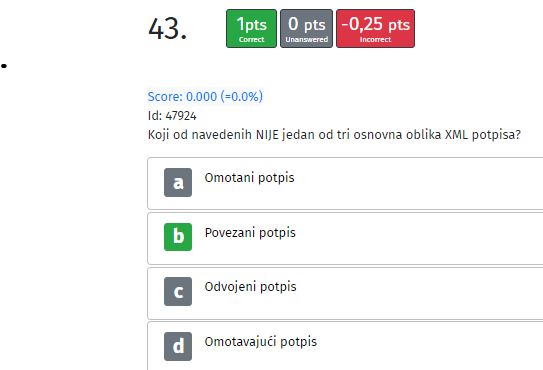 43.
1pts
Correct
0 pts
Unanswered
-0,25 pts
Incorrect
Score: 0.000 (=0.0%)
Id: 47924
Koji od navedenih NIJE jedan od tri osnovna oblika XML potpisa?
a Omotani potpis
b Povezani potpis
c Odvojeni potpis
d Omotavajući potpis